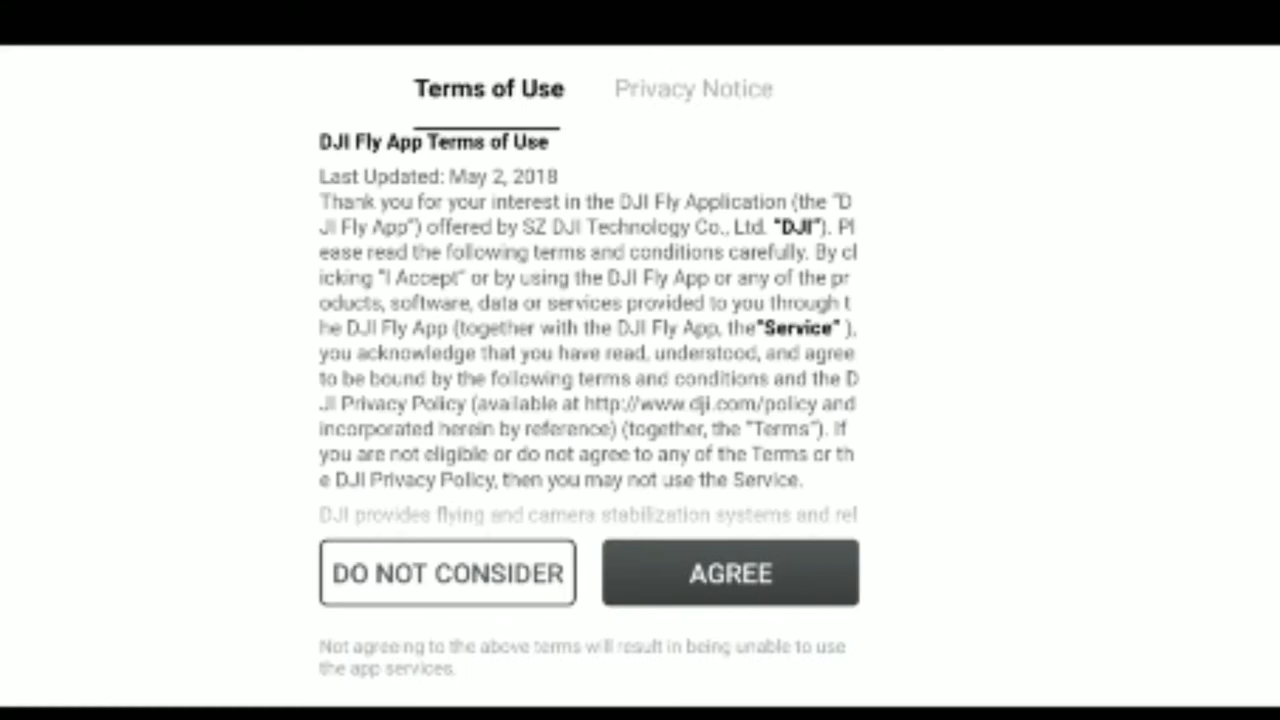 Terms of Use
Privacy Notice
DJI Fly App Terms of Use
Last Updated: May 2, 2018
Thank you for your interest in the DJI Fly Application (the "D
JI Fly App") offered by SZ DJI Technology Co., Ltd. "DJI"). Pl
ease read the following terms and conditions carefully. By cl
icking "I Accept" or by using the DJI Fly App or any of the pr
oducts, software, data or services provided to you through t
he DJI Fly App (together with the DJI Fly App, the"Service" ),
you acknowledge that you have read, understood, and agree
to be bound by the following terms and conditions and the D
JI Privacy Policy (available at http://www.dji.com/policy and
incorporated herein by reference) (together, the "Terms"). If
you are not eligible or do not agree to any of the Terms or th
e DJI Privacy Policy, then you may not use the Service.
DJI provides flying and camera stabilization systems and rel
DO NOT CONSIDER
AGREE
Not agreeing to the above terms will result in being unable to use
the app services.